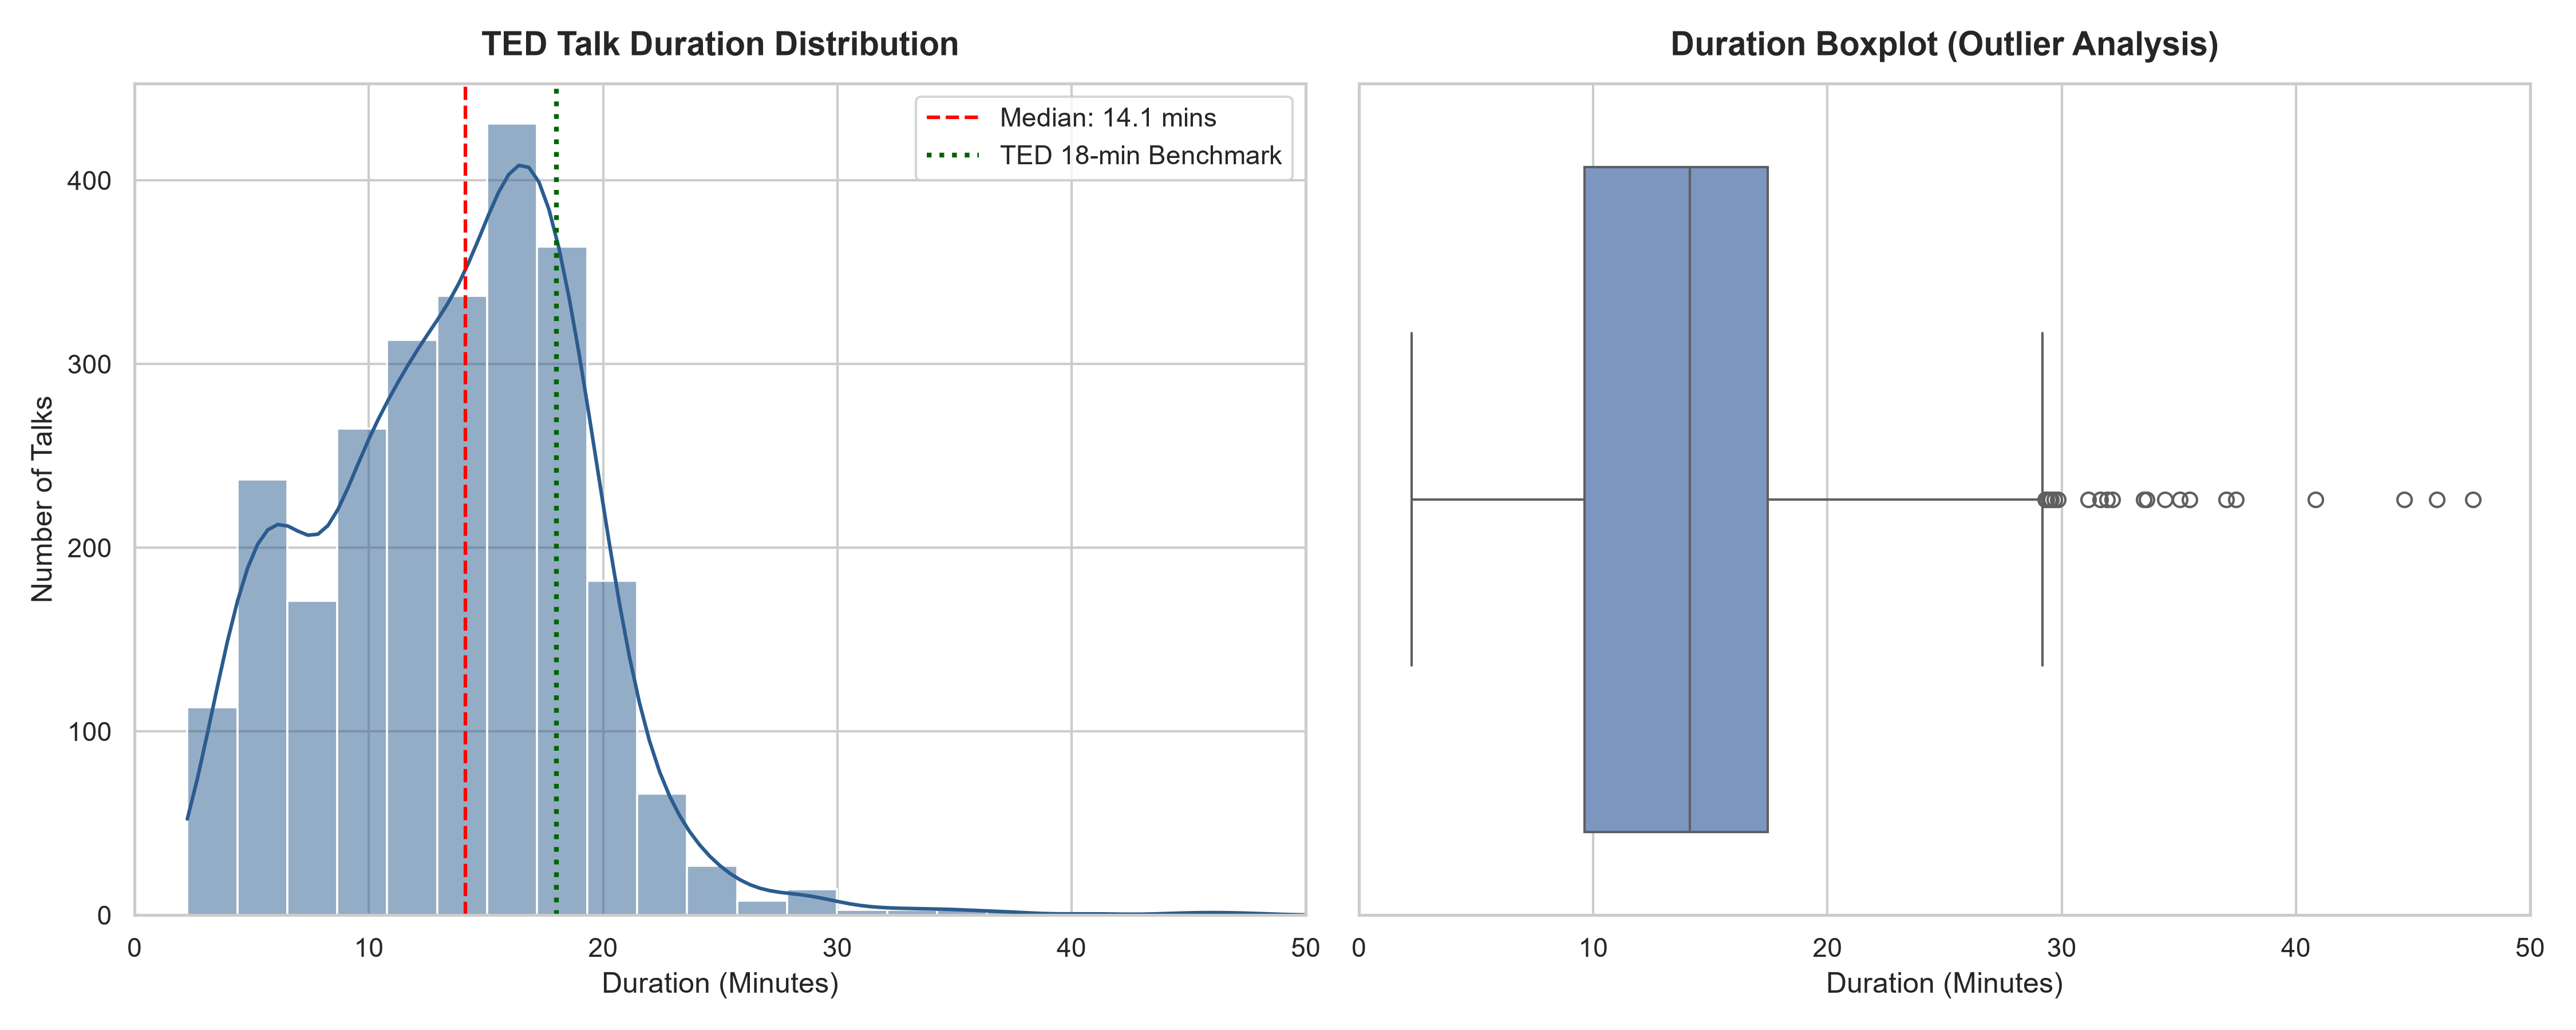 TED Talk Duration Distribution
Median: 14.1 mins
TED 18-min Benchmark
Number of Talks
400
300
200
100
0
0 10 20 30 40 50
Duration (Minutes)
Duration Boxplot (Outlier Analysis)
0 10 20 30 40 50
Duration (Minutes)